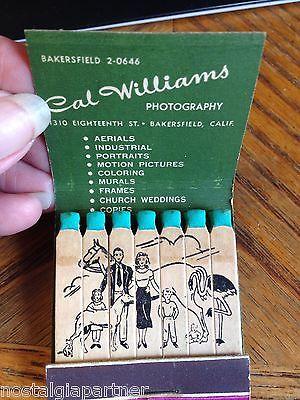 BAKERSFIELD 2-0646
Cal Williams
PHOTOGRAPHY
1310 EIGHTEENTH ST. • BAKERSFIELD, CALIF.
• AERIALS
• INDUSTRIAL
• PORTRAITS
• MOTION PICTURES
• COLORING
• MURALS
• FRAMES
• CHURCH WEDDINGS
• COPIES
nostalgiapartner